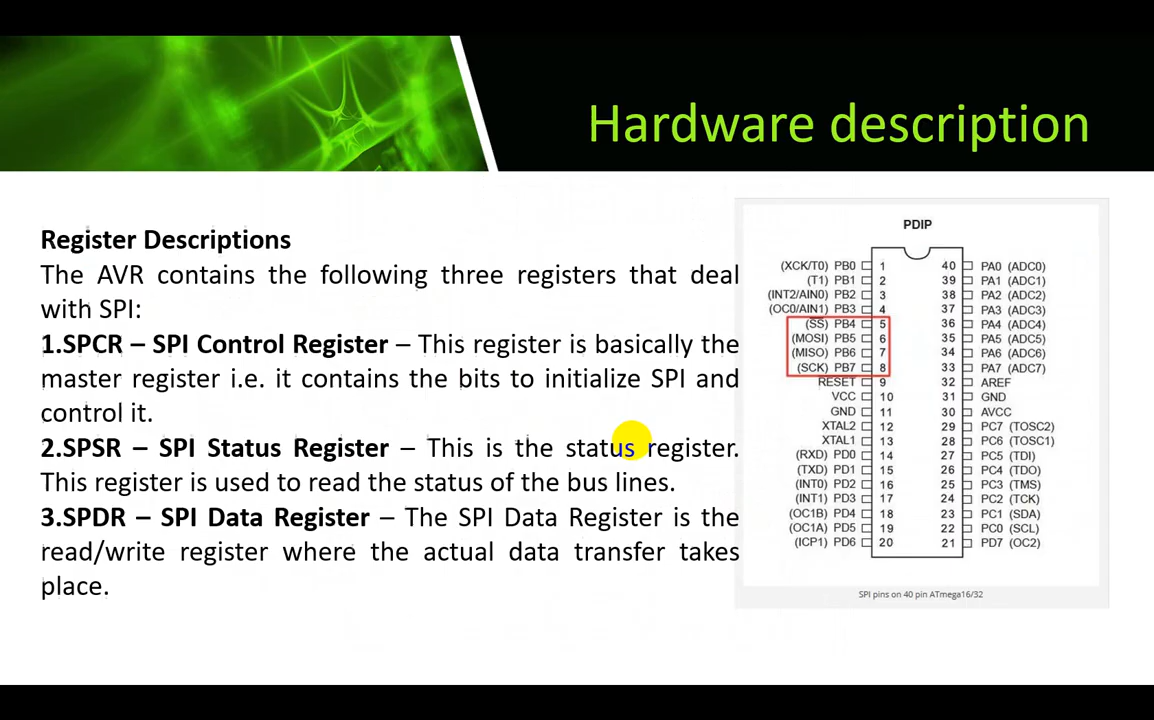 Hardware description
Register Descriptions
The AVR contains the following three registers that deal
with SPI:
1.SPCR – SPI Control Register – This register is basically the
master register i.e. it contains the bits to initialize SPI and
control it.
2.SPSR – SPI Status Register – This is the status register.
This register is used to read the status of the bus lines.
3.SPDR – SPI Data Register – The SPI Data Register is the
read/write register where the actual data transfer takes
place.
PDIP
(XCK/T0) PB0 1 40 PA0 (ADC0)
(T1) PB1 2 39 PA1 (ADC1)
(INT2/AIN0) PB2 3 38 PA2 (ADC2)
(OC0/AIN1) PB3 4 37 PA3 (ADC3)
(SS) PB4 5 36 PA4 (ADC4)
(MOSI) PB5 6 35 PA5 (ADC5)
(MISO) PB6 7 34 PA6 (ADC6)
(SCK) PB7 8 33 PA7 (ADC7)
RESET 9 32 AREF
VCC 10 31 GND
GND 11 30 AVCC
XTAL2 12 29 PC7 (TOSC2)
XTAL1 13 28 PC6 (TOSC1)
(RXD) PD0 14 27 PC5 (TDI)
(TXD) PD1 15 26 PC4 (TDO)
(INT0) PD2 16 25 PC3 (TMS)
(INT1) PD3 17 24 PC2 (TCK)
(OC1B) PD4 18 23 PC1 (SDA)
(OC1A) PD5 19 22 PC0 (SCL)
(ICP1) PD6 20 21 PD7 (OC2)
SPI pins on 40 pin ATmega16/32